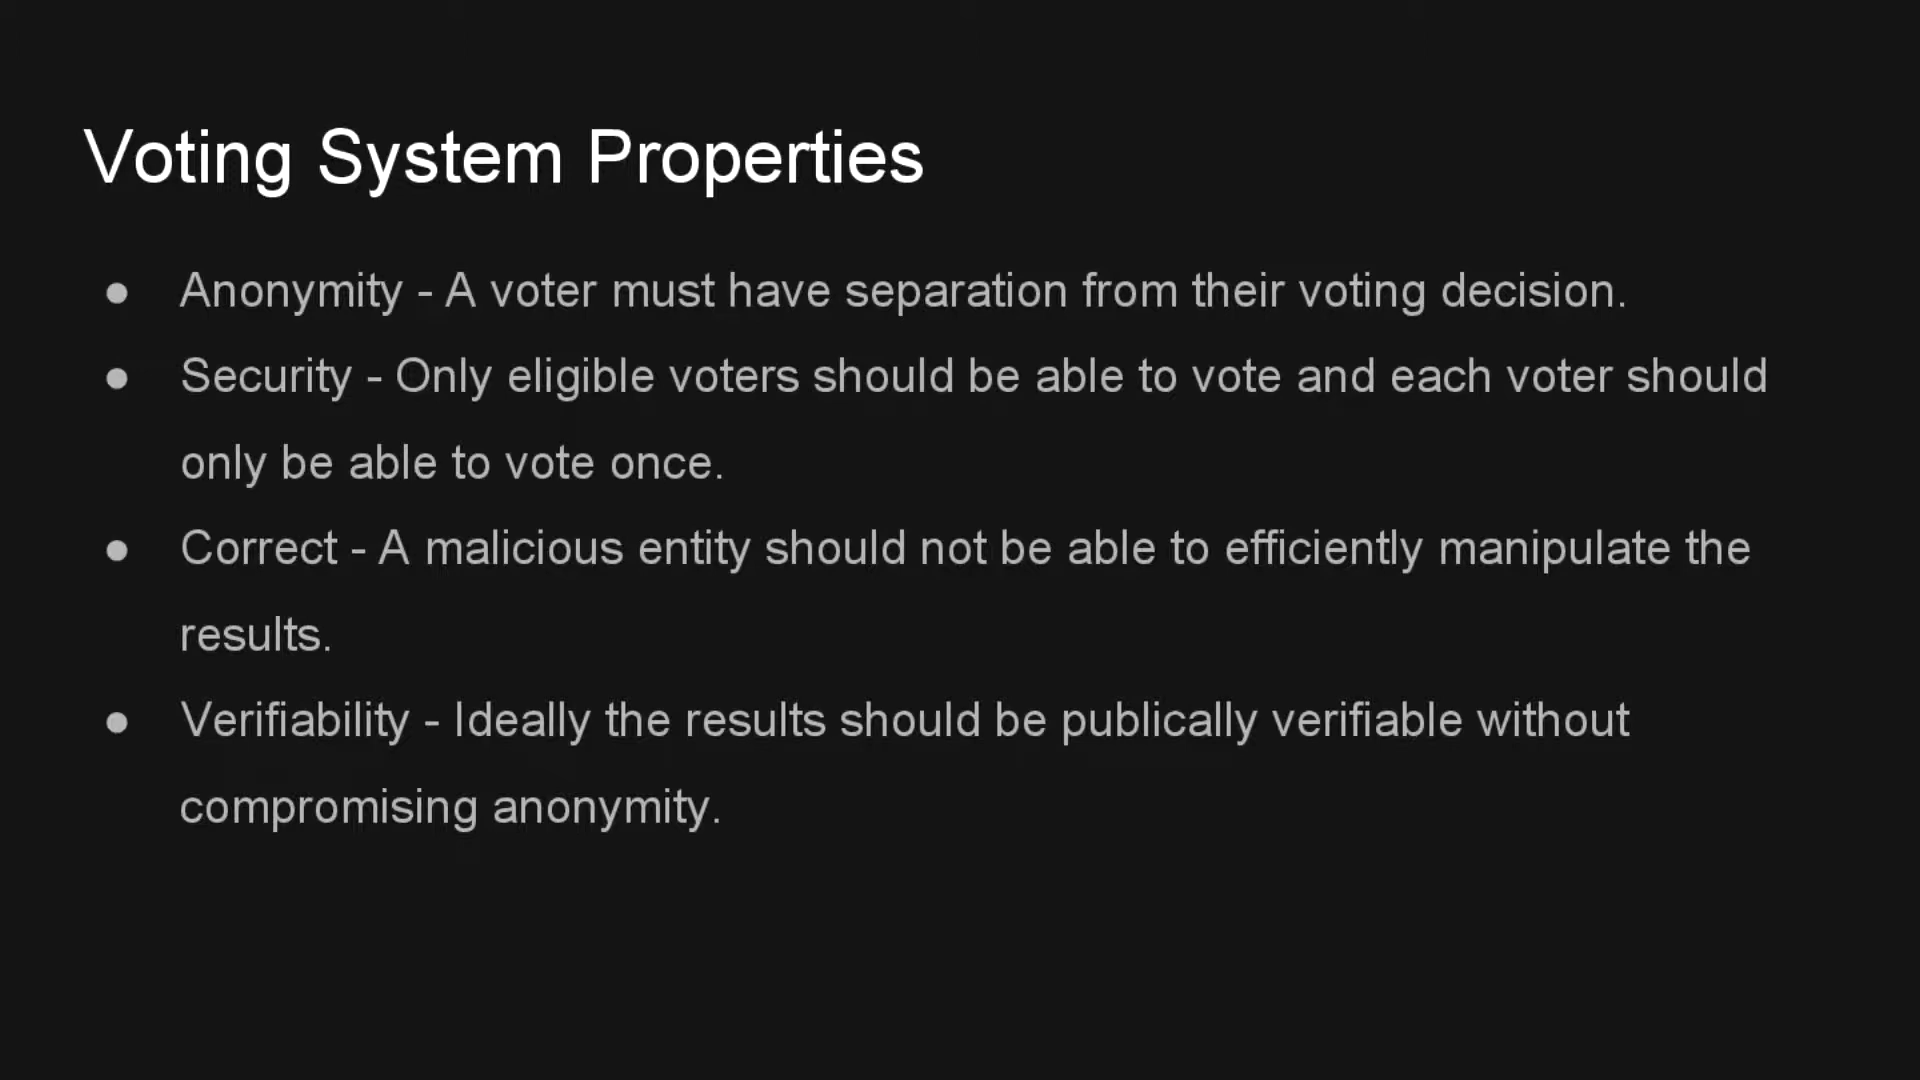 Voting System Properties
● Anonymity - A voter must have separation from their voting decision.
● Security - Only eligible voters should be able to vote and each voter should
only be able to vote once.
● Correct - A malicious entity should not be able to efficiently manipulate the
results.
● Verifiability - Ideally the results should be publically verifiable without
compromising anonymity.